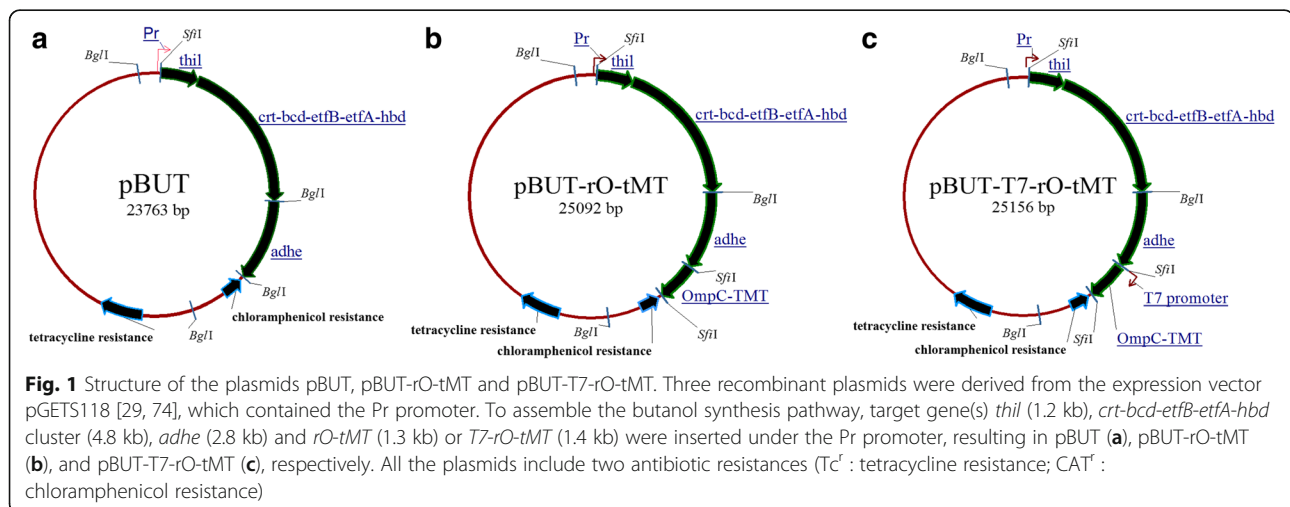 a
Pr
SfiI
BglI
thil
crt-bcd-etfB-etfA-hbd
pBUT
23763 bp
BglI
adhe
BglI
chloramphenicol resistance
BglI
tetracycline resistance
b
Pr
SfiI
BglI
thil
crt-bcd-etfB-etfA-hbd
pBUT-rO-tMT
25092 bp
BglI
adhe
SfiI
OmpC-TMT
tetracycline resistance
BglI
SfiI
chloramphenicol resistance
c
Pr
SfiI
BglI
thil
crt-bcd-etfB-etfA-hbd
pBUT-T7-rO-tMT
25156 bp
BglI
adhe
SfiI
T7 promoter
tetracycline resistance
BglI
SfiI
chloramphenicol resistance
OmpC-TMT
Fig. 1 Structure of the plasmids pBUT, pBUT-rO-tMT and pBUT-T7-rO-tMT. Three recombinant plasmids were derived from the expression vector
pGETS118 [29, 74], which contained the Pr promoter. To assemble the butanol synthesis pathway, target gene(s) thil (1.2 kb), crt-bcd-etfB-etfA-hbd
cluster (4.8 kb), adhe (2.8 kb) and rO-tMT (1.3 kb) or T7-rO-tMT (1.4 kb) were inserted under the Pr promoter, resulting in pBUT (a), pBUT-rO-tMT
(b), and pBUT-T7-rO-tMT (c), respectively. All the plasmids include two antibiotic resistances (Tcʳ : tetracycline resistance; CATʳ :
chloramphenicol resistance)